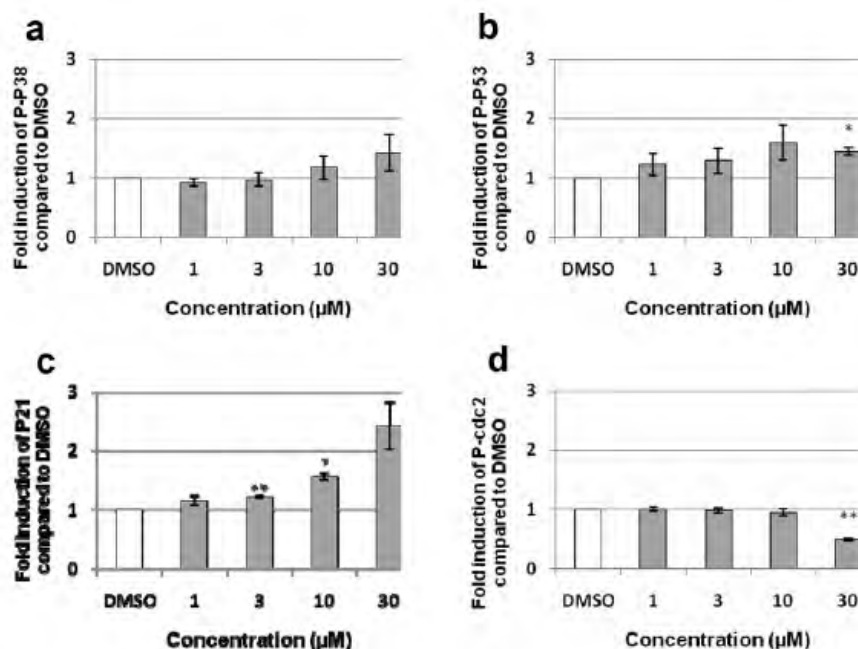 a
3
2
1
0
Fold induction of P-P38
compared to DMSO
DMSO 1 3 10 30
Concentration (µM)
b
3
2
1
0
Fold induction of P-P53
compared to DMSO
*
DMSO 1 3 10 30
Concentration (µM)
c
3
2
1
0
Fold induction of P21
compared to DMSO
**
*
DMSO 1 3 10 30
Concentration (µM)
d
3
2
1
0
Fold induction of P-cdc2
compared to DMSO
**
DMSO 1 3 10 30
Concentration (µM)